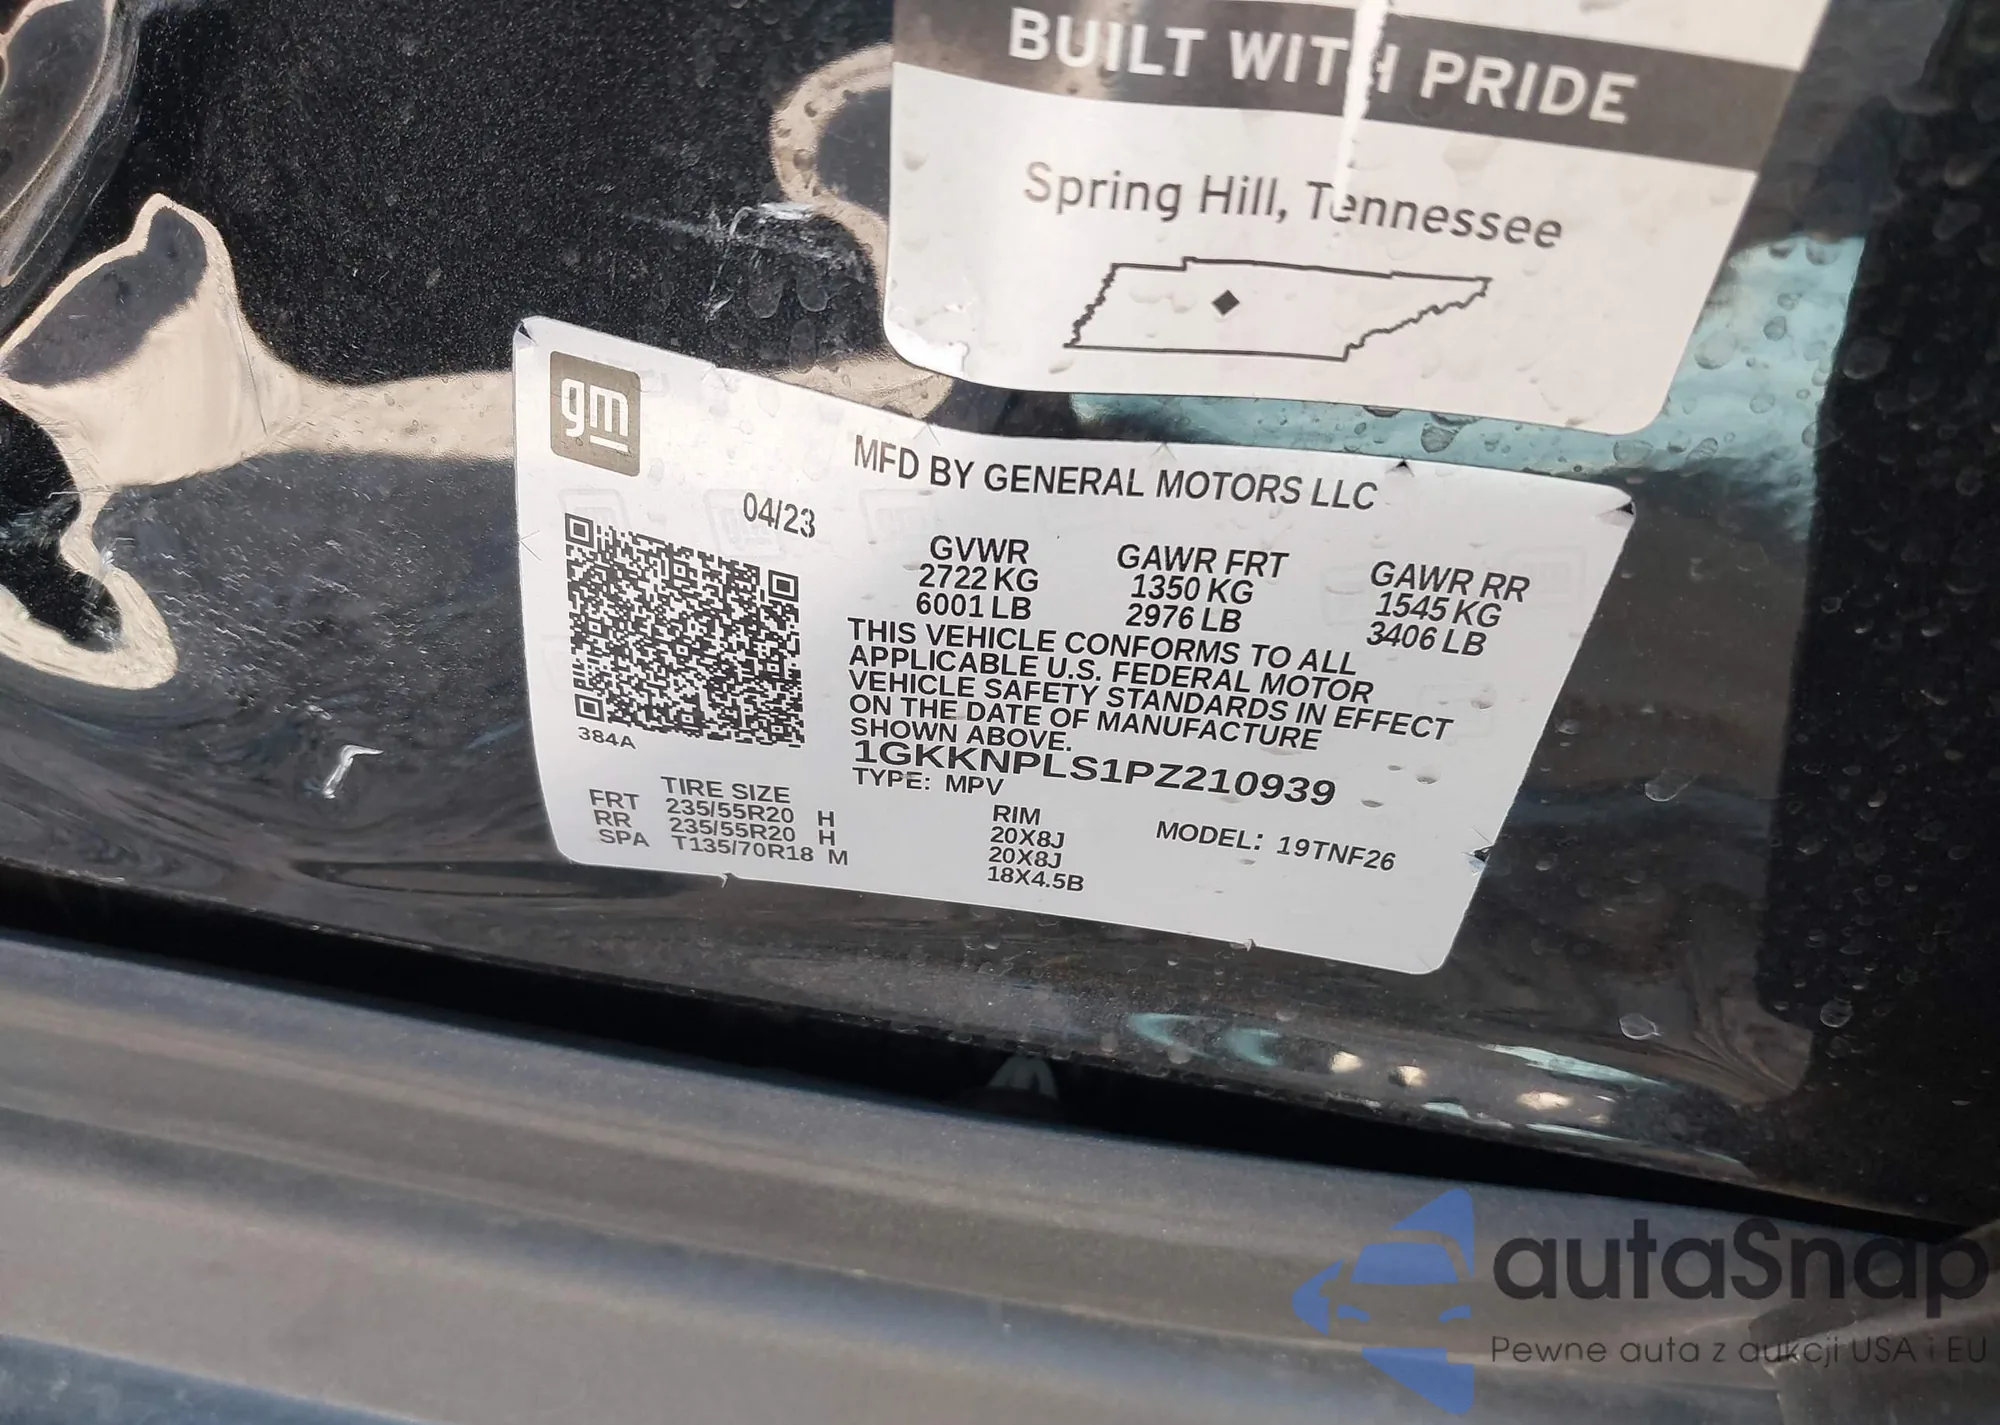 BUILT WITH PRIDE
Spring Hill, Tennessee
gm
MFD BY GENERAL MOTORS LLC
04/23
GVWR GAWR FRT GAWR RR
2722 KG 1350 KG 1545 KG
6001 LB 2976 LB 3406 LB
THIS VEHICLE CONFORMS TO ALL
APPLICABLE U.S. FEDERAL MOTOR
VEHICLE SAFETY STANDARDS IN EFFECT
ON THE DATE OF MANUFACTURE
SHOWN ABOVE.
384A
1GKKNPLS1PZ210939
TYPE: MPV
TIRE SIZE RIM
FRT 235/55R20 H 20X8J
RR 235/55R20 H 20X8J
SPA T135/70R18 M 18X4.5B
MODEL: 19TNF26
autaSnap
Pewne auta z aukcji USA i EU